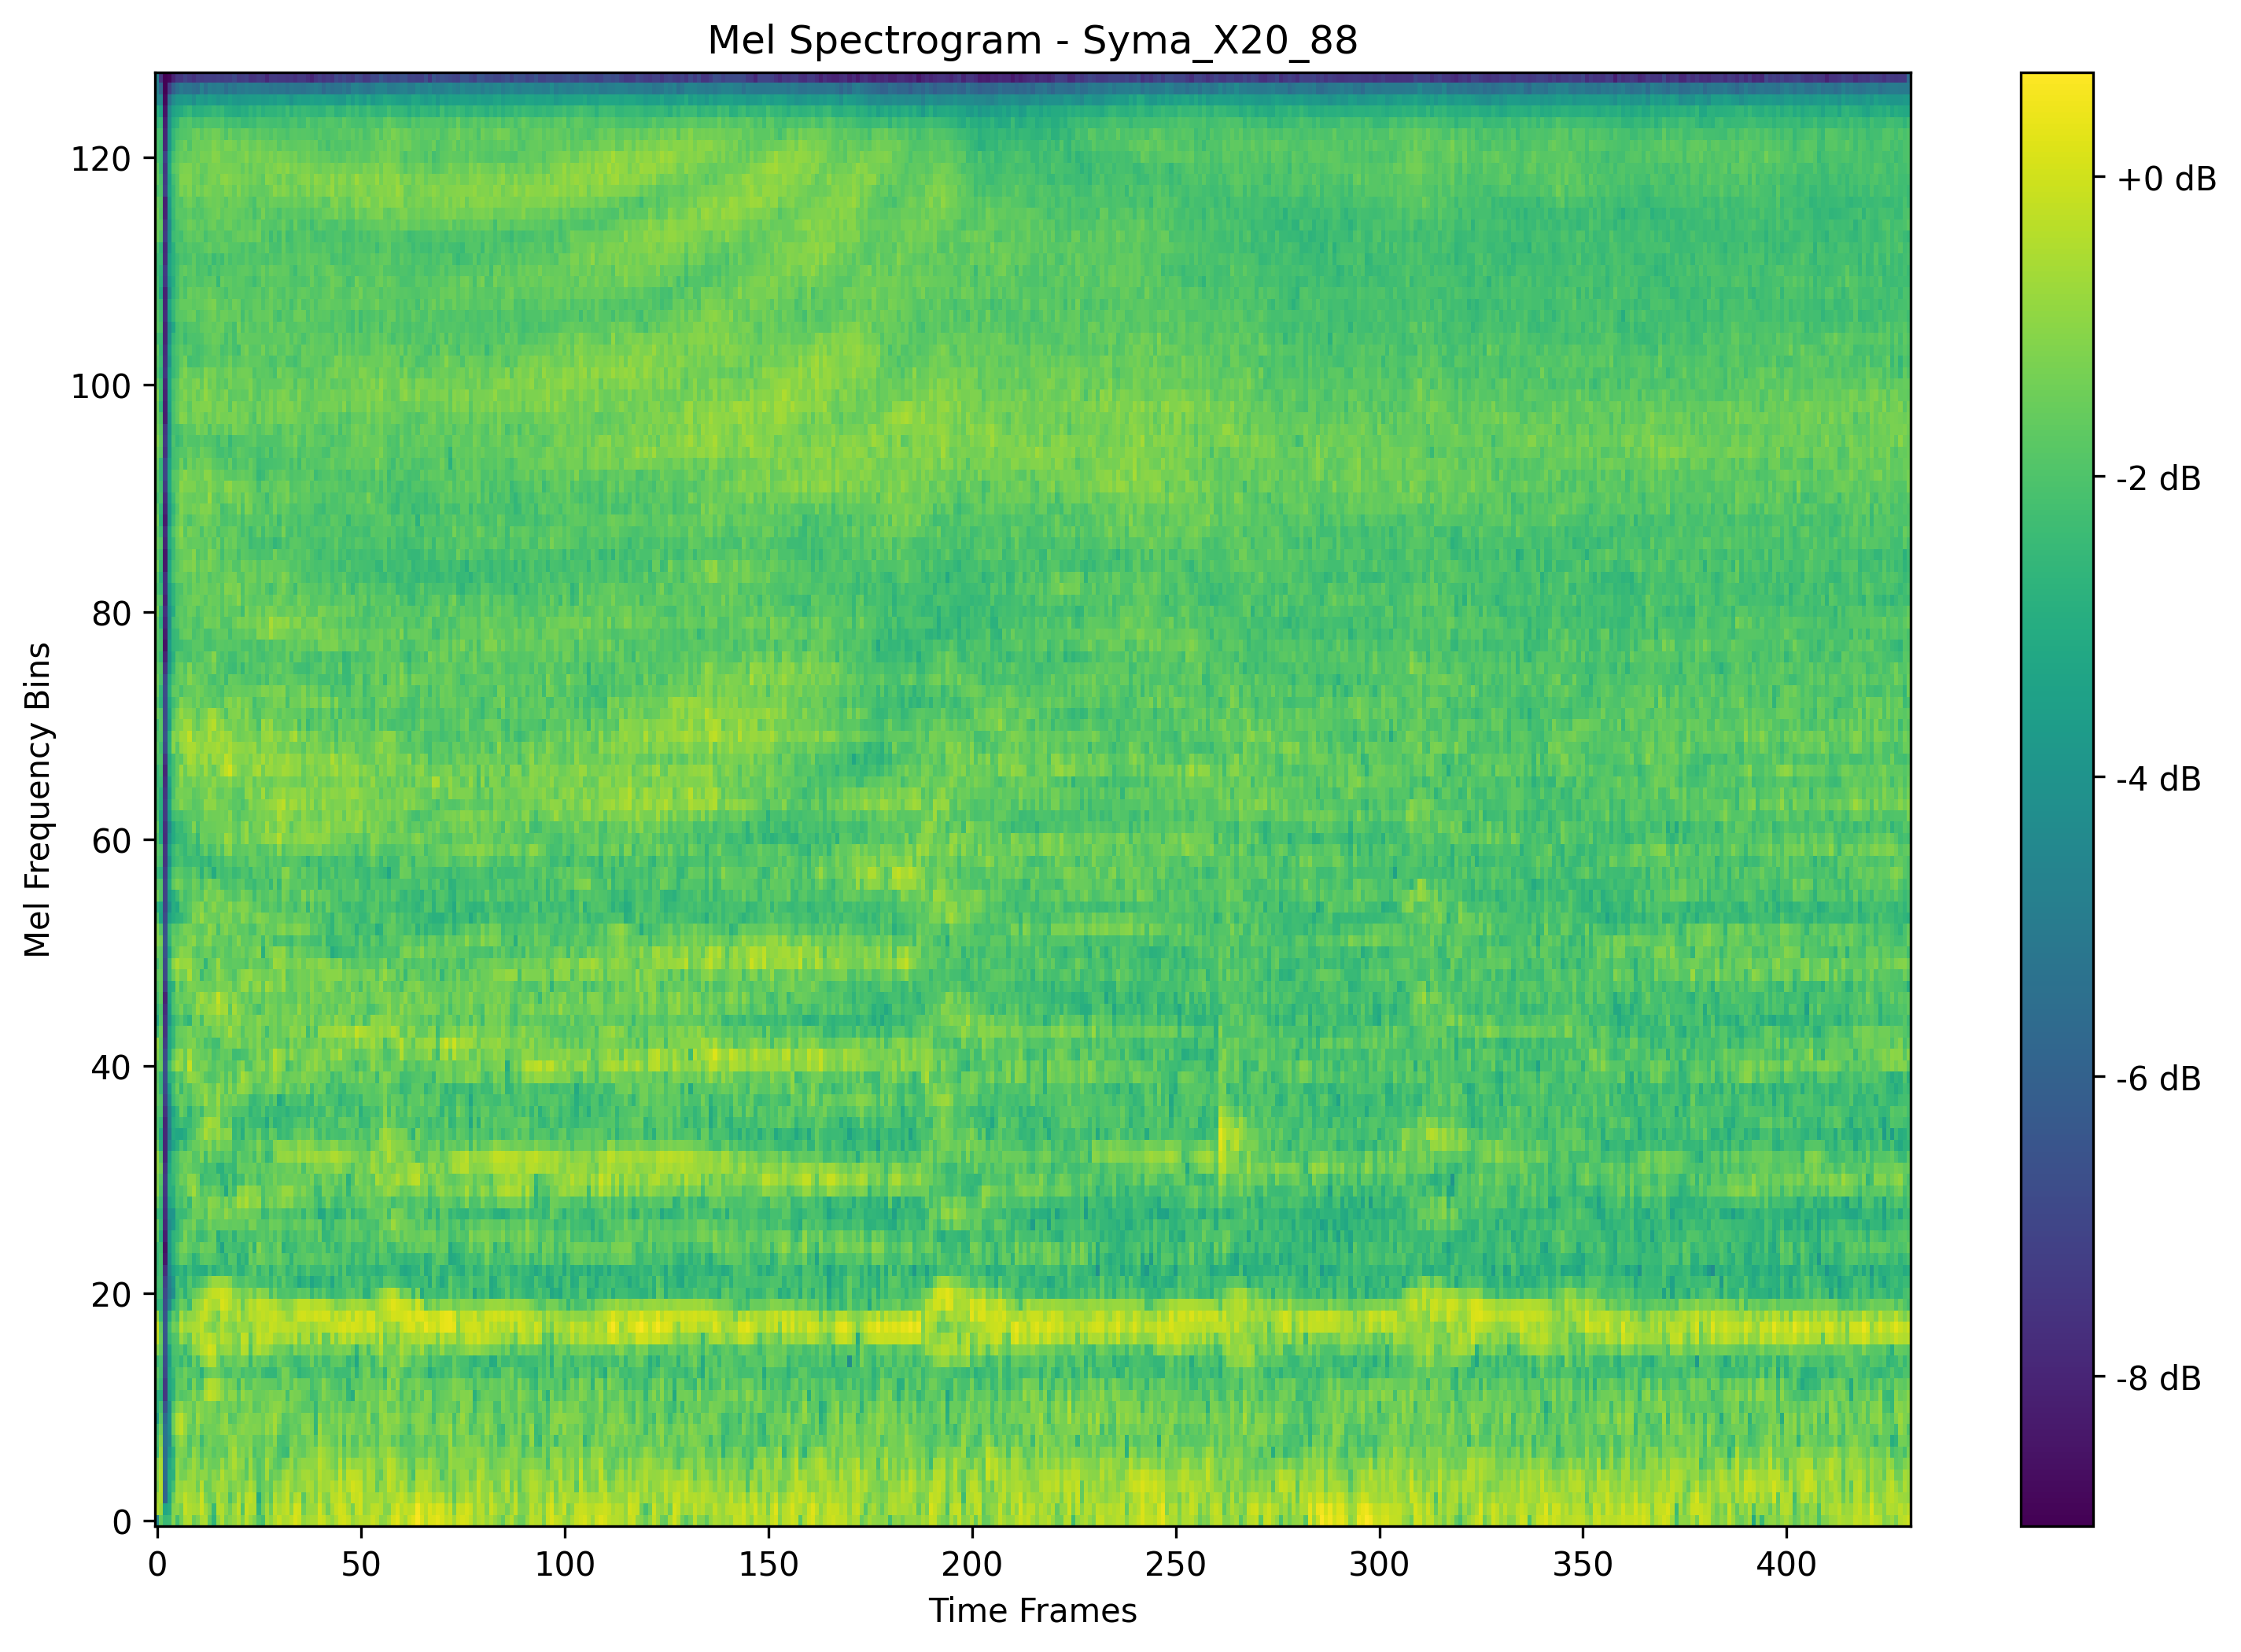 Mel Spectrogram - Syma_X20_88
Mel Frequency Bins
120
100
80
60
40
20
0
0 50 100 150 200 250 300 350 400
Time Frames
+0 dB
-2 dB
-4 dB
-6 dB
-8 dB